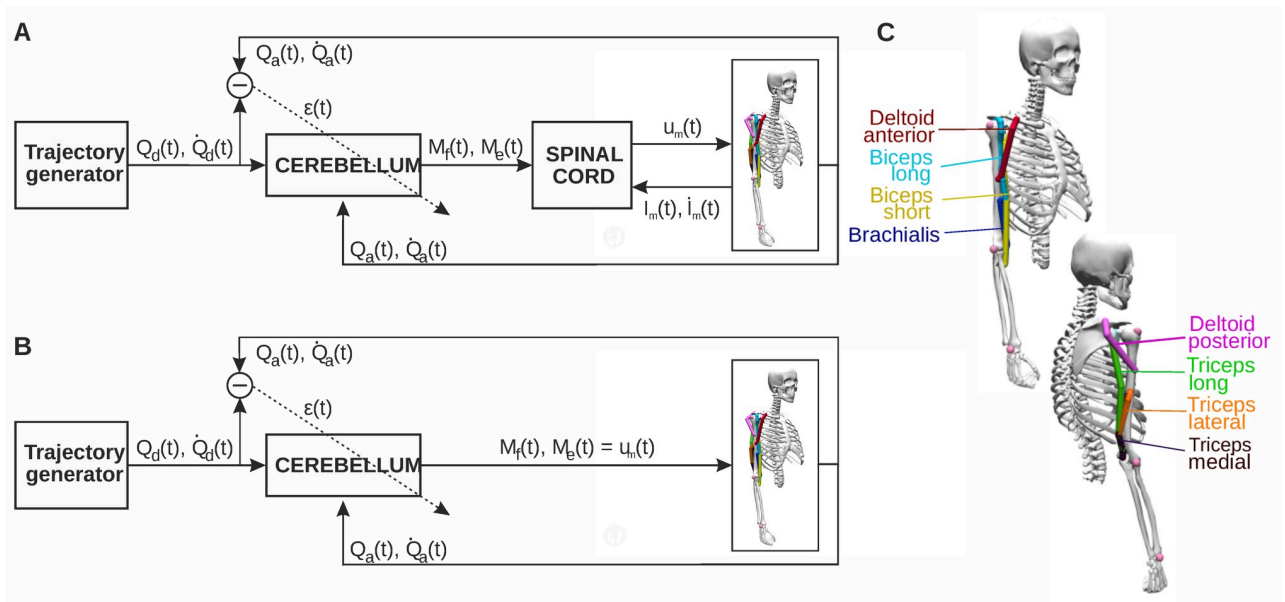 A
Qa(t), Q̇a(t)
ε(t)
Trajectory
generator
Qd(t), Q̇d(t)
CEREBELLUM
Mf(t), Me(t)
SPINAL
CORD
um(t)
lm(t), l̇m(t)
Qa(t), Q̇a(t)
B
Qa(t), Q̇a(t)
ε(t)
Trajectory
generator
Qd(t), Q̇d(t)
CEREBELLUM
Mf(t), Me(t) = um(t)
Qa(t), Q̇a(t)
C
Deltoid
anterior
Biceps
long
Biceps
short
Brachialis
Deltoid
posterior
Triceps
long
Triceps
lateral
Triceps
medial